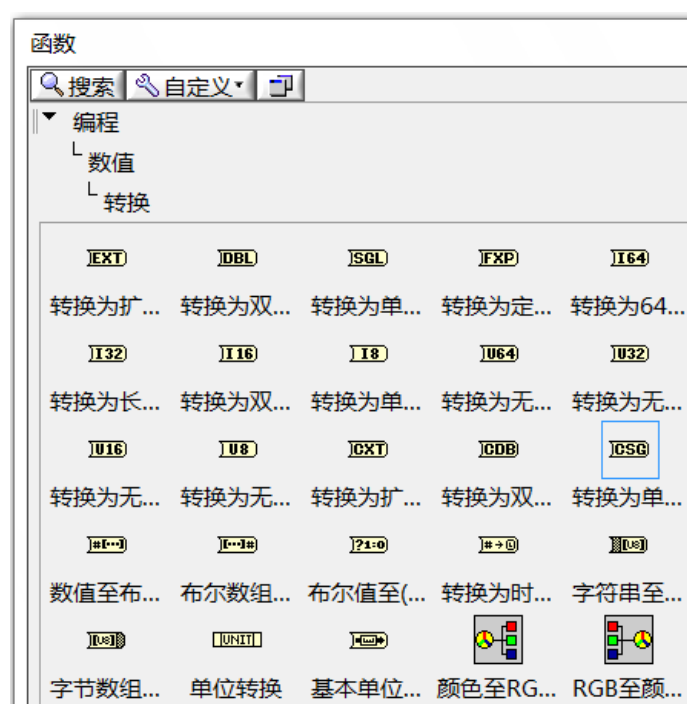 函数
搜索 自定义
编程
数值
转换
EXT DBL SGL FXP I64
转换为扩... 转换为双... 转换为单... 转换为定... 转换为64...
I32 I16 I8 U64 U32
转换为长... 转换为双... 转换为单... 转换为无... 转换为无...
U16 U8 CXT CDB CSG
转换为无... 转换为无... 转换为扩... 转换为双... 转换为单...
#[...] [...]# ?1:0 #→ [U8]
数值至布... 布尔数组... 布尔值至(... 转换为时... 字符串至...
[U8] UNIT
字节数组... 单位转换 基本单位... 颜色至RG... RGB至颜...